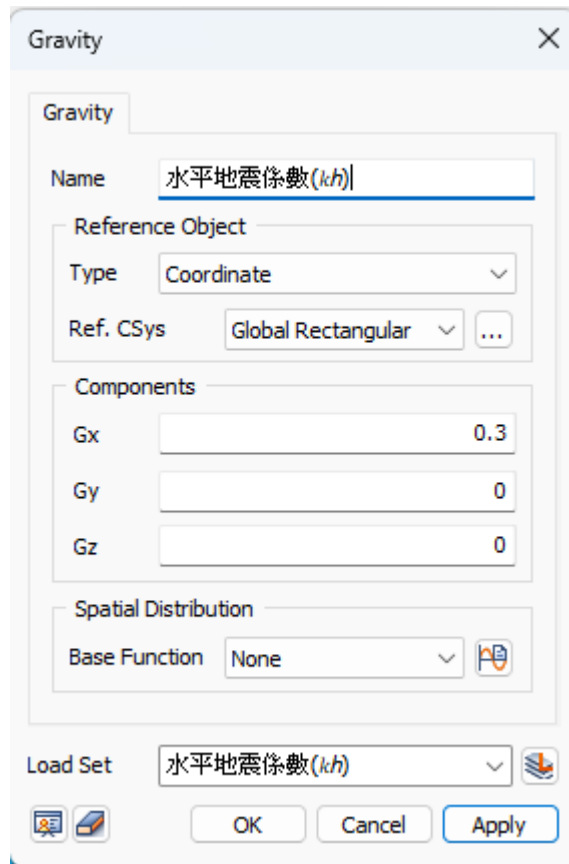 Gravity
Gravity
Name 水平地震係數(kh)
Reference Object
Type Coordinate
Ref. CSys Global Rectangular ...
Components
Gx 0.3
Gy 0
Gz 0
Spatial Distribution
Base Function None
Load Set 水平地震係數(kh)
OK Cancel Apply